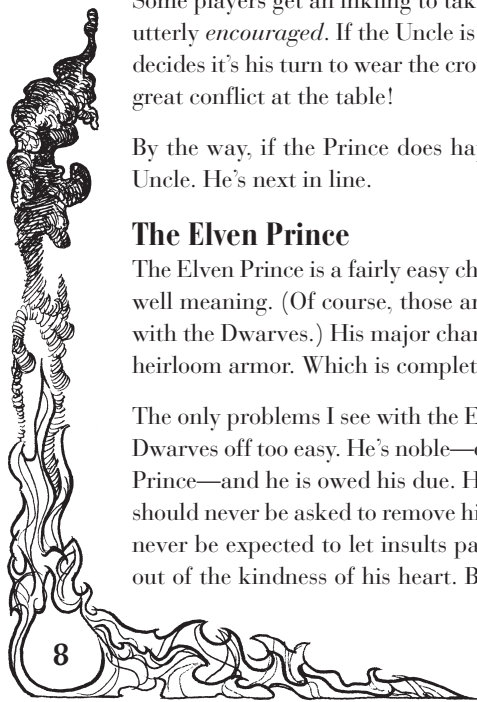 Some players get an inkling to tak
utterly encouraged. If the Uncle is
decides it's his turn to wear the cro
great conflict at the table!
By the way, if the Prince does ha
Uncle. He's next in line.
The Elven Prince
The Elven Prince is a fairly easy ch
well meaning. (Of course, those ar
with the Dwarves.) His major char
heirloom armor. Which is complet
The only problems I see with the E
Dwarves off too easy. He's noble—
Prince—and he is owed his due. H
should never be asked to remove hi
never be expected to let insults pa
out of the kindness of his heart. B
8